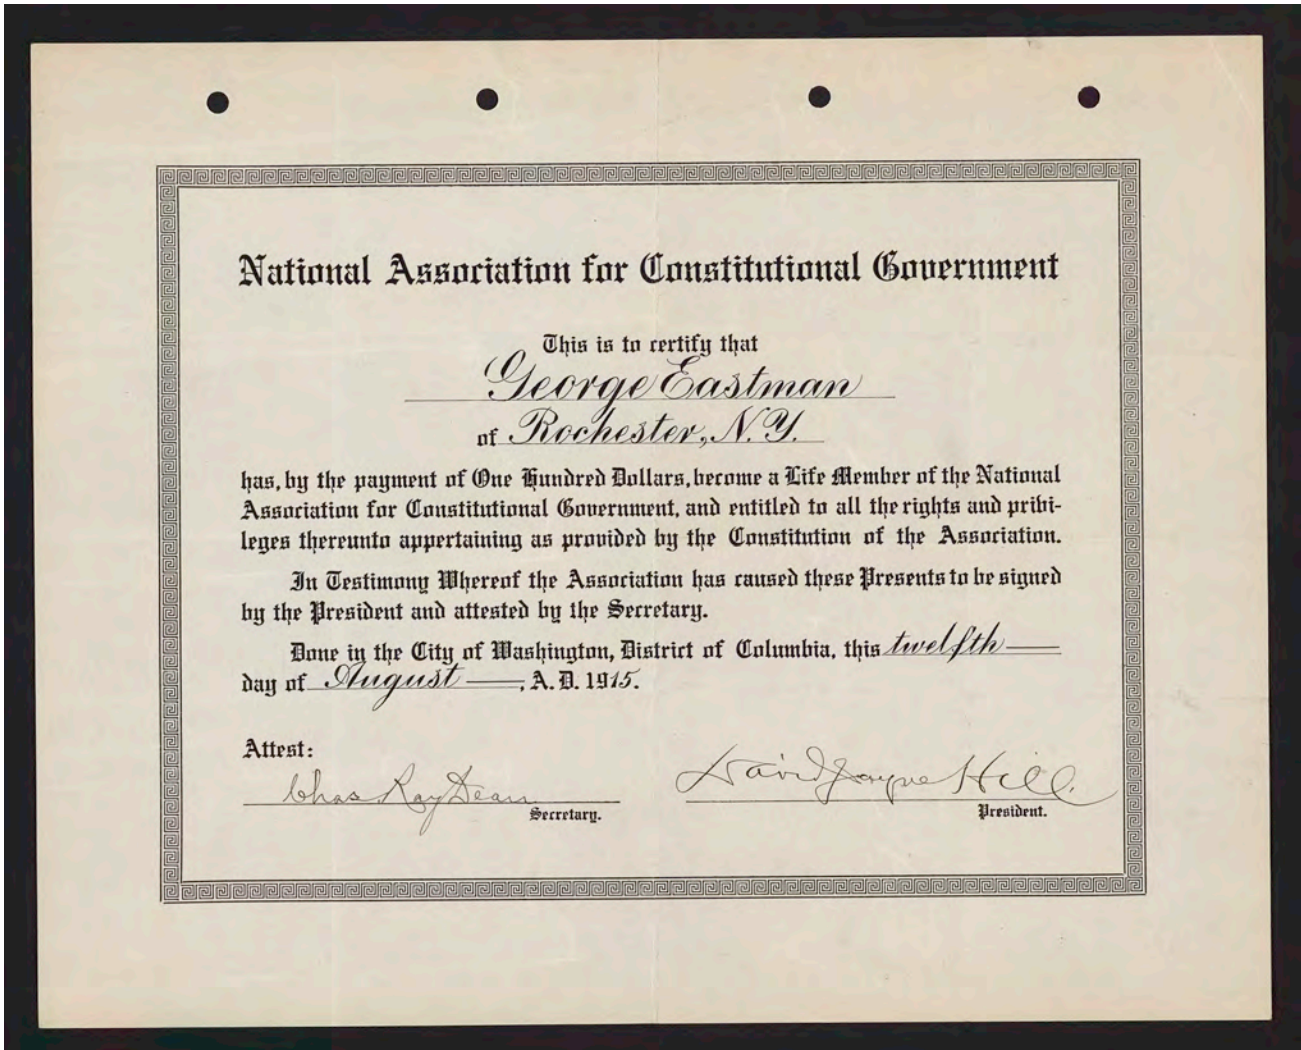 National Association for Constitutional Government
This is to certify that
George Eastman
of Rochester, N.Y.
has, by the payment of One Hundred Dollars, become a Life Member of the National
Association for Constitutional Government, and entitled to all the rights and privi-
leges thereunto appertaining as provided by the Constitution of the Association.
In Testimony Whereof the Association has caused these Presents to be signed
by the President and attested by the Secretary.
Done in the City of Washington, District of Columbia, this twelfth
day of August, A. D. 1915.
Attest:
Chas Ray Dean
Secretary.
David Jayne Hill.
President.